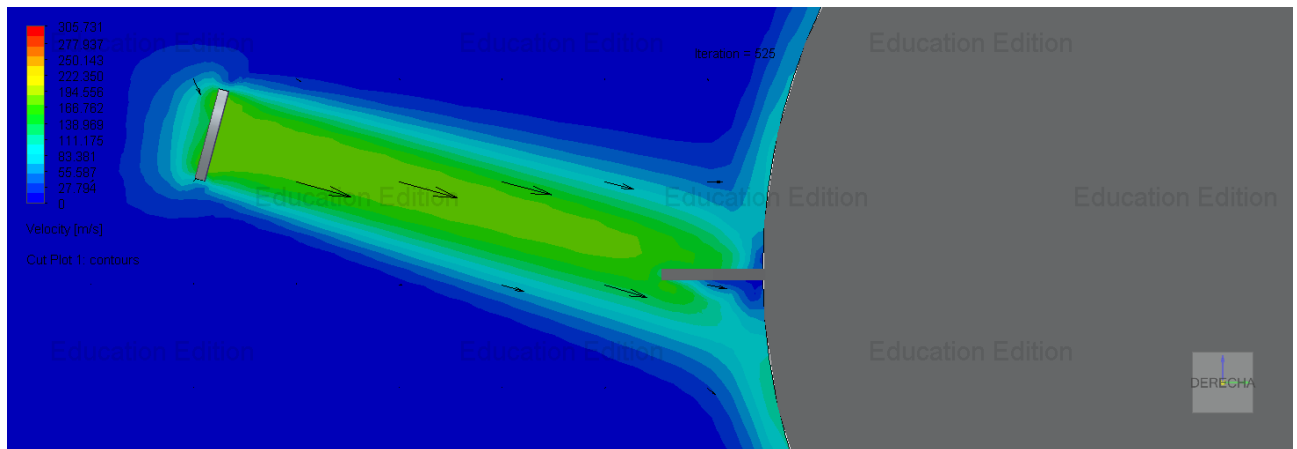 305.731
277.937
250.143
222.350
194.556
166.762
138.969
111.175
83.381
55.587
27.794
0
Velocity [m/s]
Cut Plot 1: contours
Iteration = 525
Education Edition
Education Edition
Education Edition
Education Edition
Education Edition
Education Edition
Education Edition
Education Edition
Education Edition
DERECHA